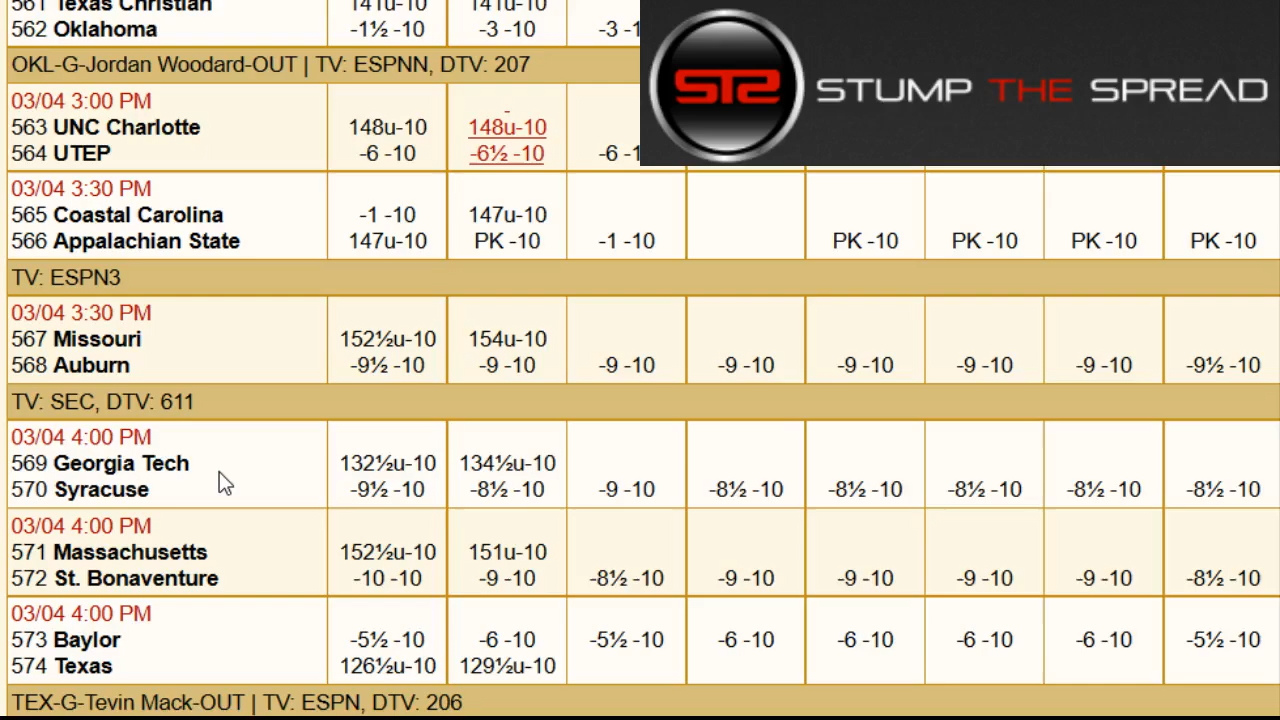 561 Texas Christian 141u-10 141u-10
562 Oklahoma -1½ -10 -3 -10 -3 -1
STS STUMP THE SPREAD
OKL-G-Jordan Woodard-OUT | TV: ESPNN, DTV: 207
03/04 3:00 PM -
563 UNC Charlotte 148u-10 148u-10
564 UTEP -6 -10 -6½ -10 -6 -1
03/04 3:30 PM
565 Coastal Carolina -1 -10 147u-10
566 Appalachian State 147u-10 PK -10 -1 -10 PK -10 PK -10 PK -10 PK -10
TV: ESPN3
03/04 3:30 PM
567 Missouri 152½u-10 154u-10
568 Auburn -9½ -10 -9 -10 -9 -10 -9 -10 -9 -10 -9 -10 -9 -10 -9½ -10
TV: SEC, DTV: 611
03/04 4:00 PM
569 Georgia Tech 132½u-10 134½u-10
570 Syracuse -9½ -10 -8½ -10 -9 -10 -8½ -10 -8½ -10 -8½ -10 -8½ -10 -8½ -10
03/04 4:00 PM
571 Massachusetts 152½u-10 151u-10
572 St. Bonaventure -10 -10 -9 -10 -8½ -10 -9 -10 -9 -10 -9 -10 -9 -10 -8½ -10
03/04 4:00 PM
573 Baylor -5½ -10 -6 -10 -5½ -10 -6 -10 -6 -10 -6 -10 -6 -10 -5½ -10
574 Texas 126½u-10 129½u-10
TEX-G-Tevin Mack-OUT | TV: ESPN, DTV: 206